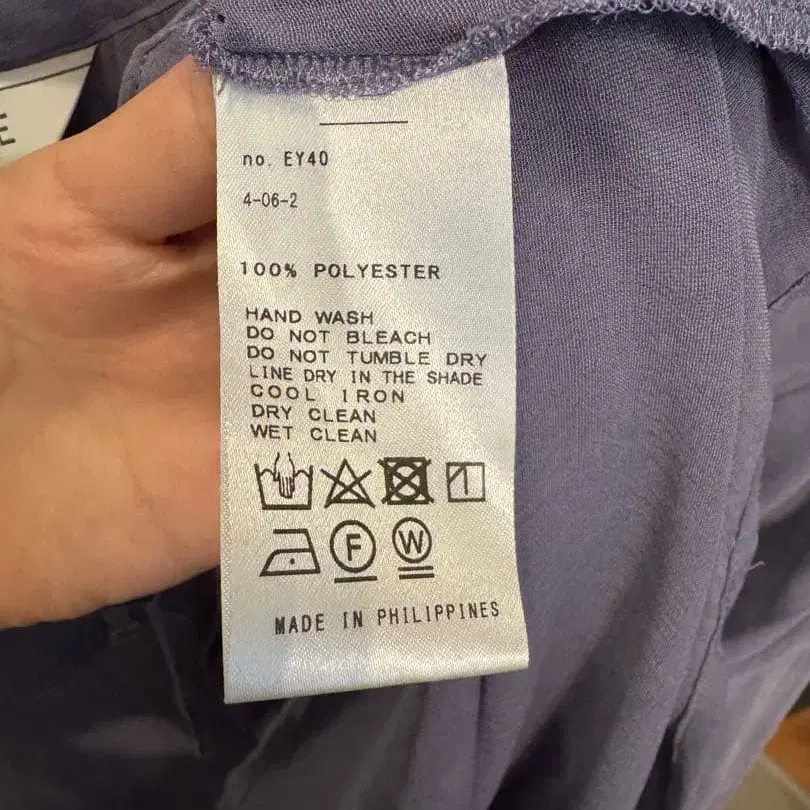 E
no. EY40
4-06-2
100% POLYESTER
HAND WASH
DO NOT BLEACH
DO NOT TUMBLE DRY
LINE DRY IN THE SHADE
COOL IRON
DRY CLEAN
WET CLEAN
F W
MADE IN PHILIPPINES